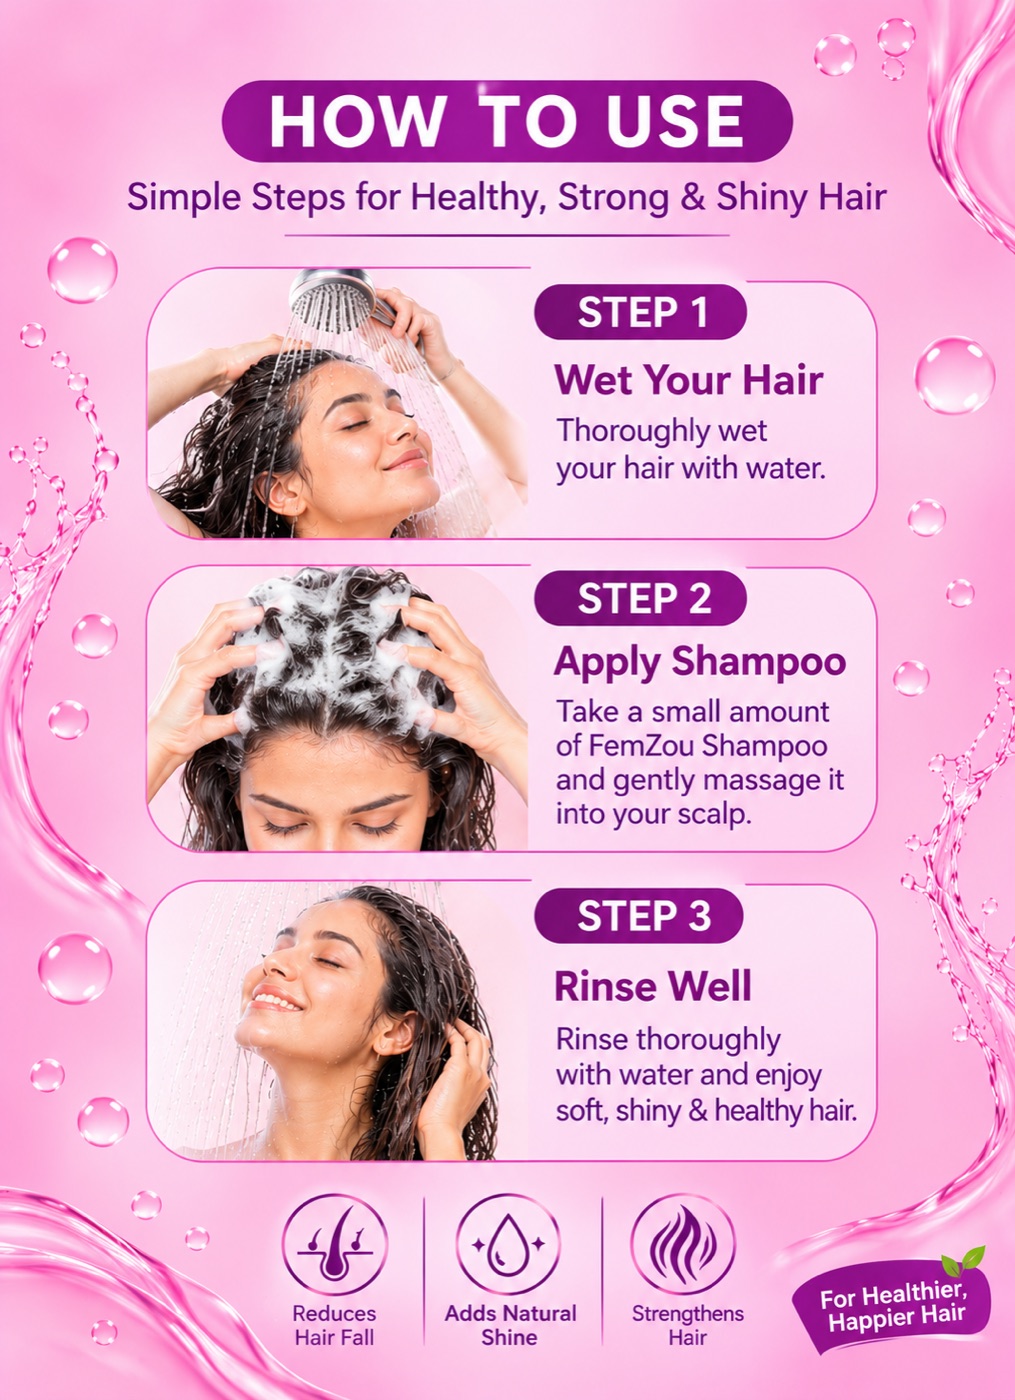 HOW TO USE
Simple Steps for Healthy, Strong & Shiny Hair
STEP 1
Wet Your Hair
Thoroughly wet
your hair with water.
STEP 2
Apply Shampoo
Take a small amount
of FemZou Shampoo
and gently massage it
into your scalp.
STEP 3
Rinse Well
Rinse thoroughly
with water and enjoy
soft, shiny & healthy hair.
Reduces
Hair Fall
Adds Natural
Shine
Strengthens
Hair
For Healthier,
Happier Hair